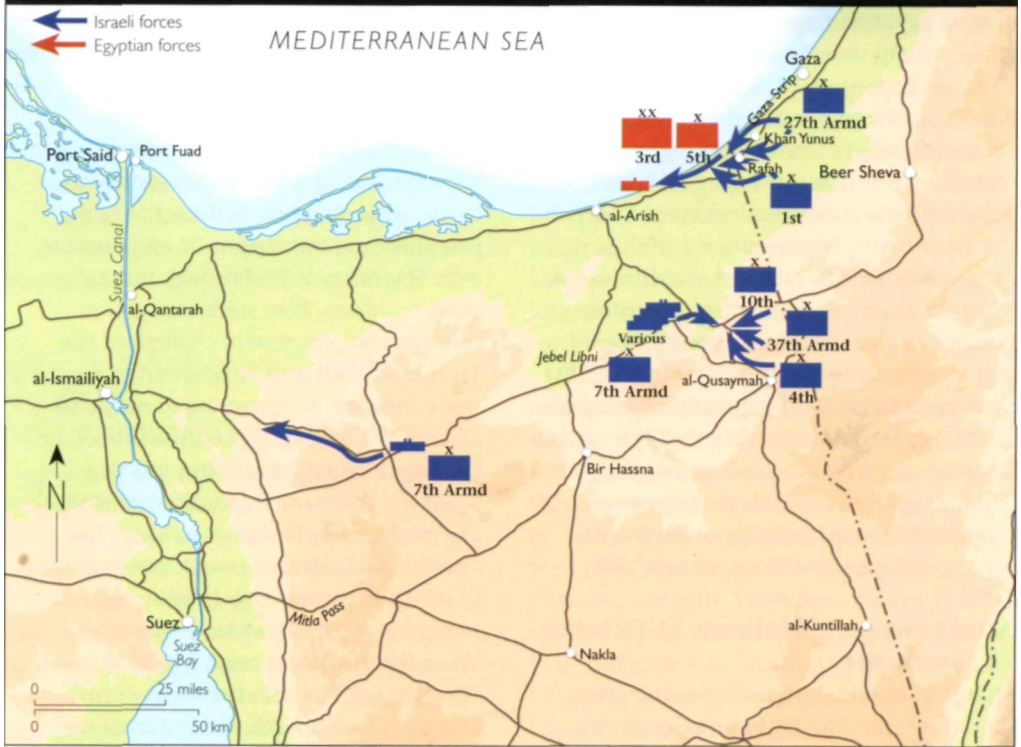 Israeli forces
Egyptian forces
MEDITERRANEAN SEA
Gaza
Gaza Strip
X
27th Armd
XX
3rd
X
5th
Khan Yunus
Rafah
Port Said
Port Fuad
Beer Sheva
X
1st
al-Arish
Suez Canal
al-Qantarah
X
10th
Various
X
37th Armd
Jebel Libni
X
7th Armd
al-Qusaymah
X
4th
al-Ismailiyah
N
X
7th Armd
Bir Hassna
Mitla Pass
Suez
Suez
Bay
al-Kuntillah
Nakla
0 25 miles
0 50 km